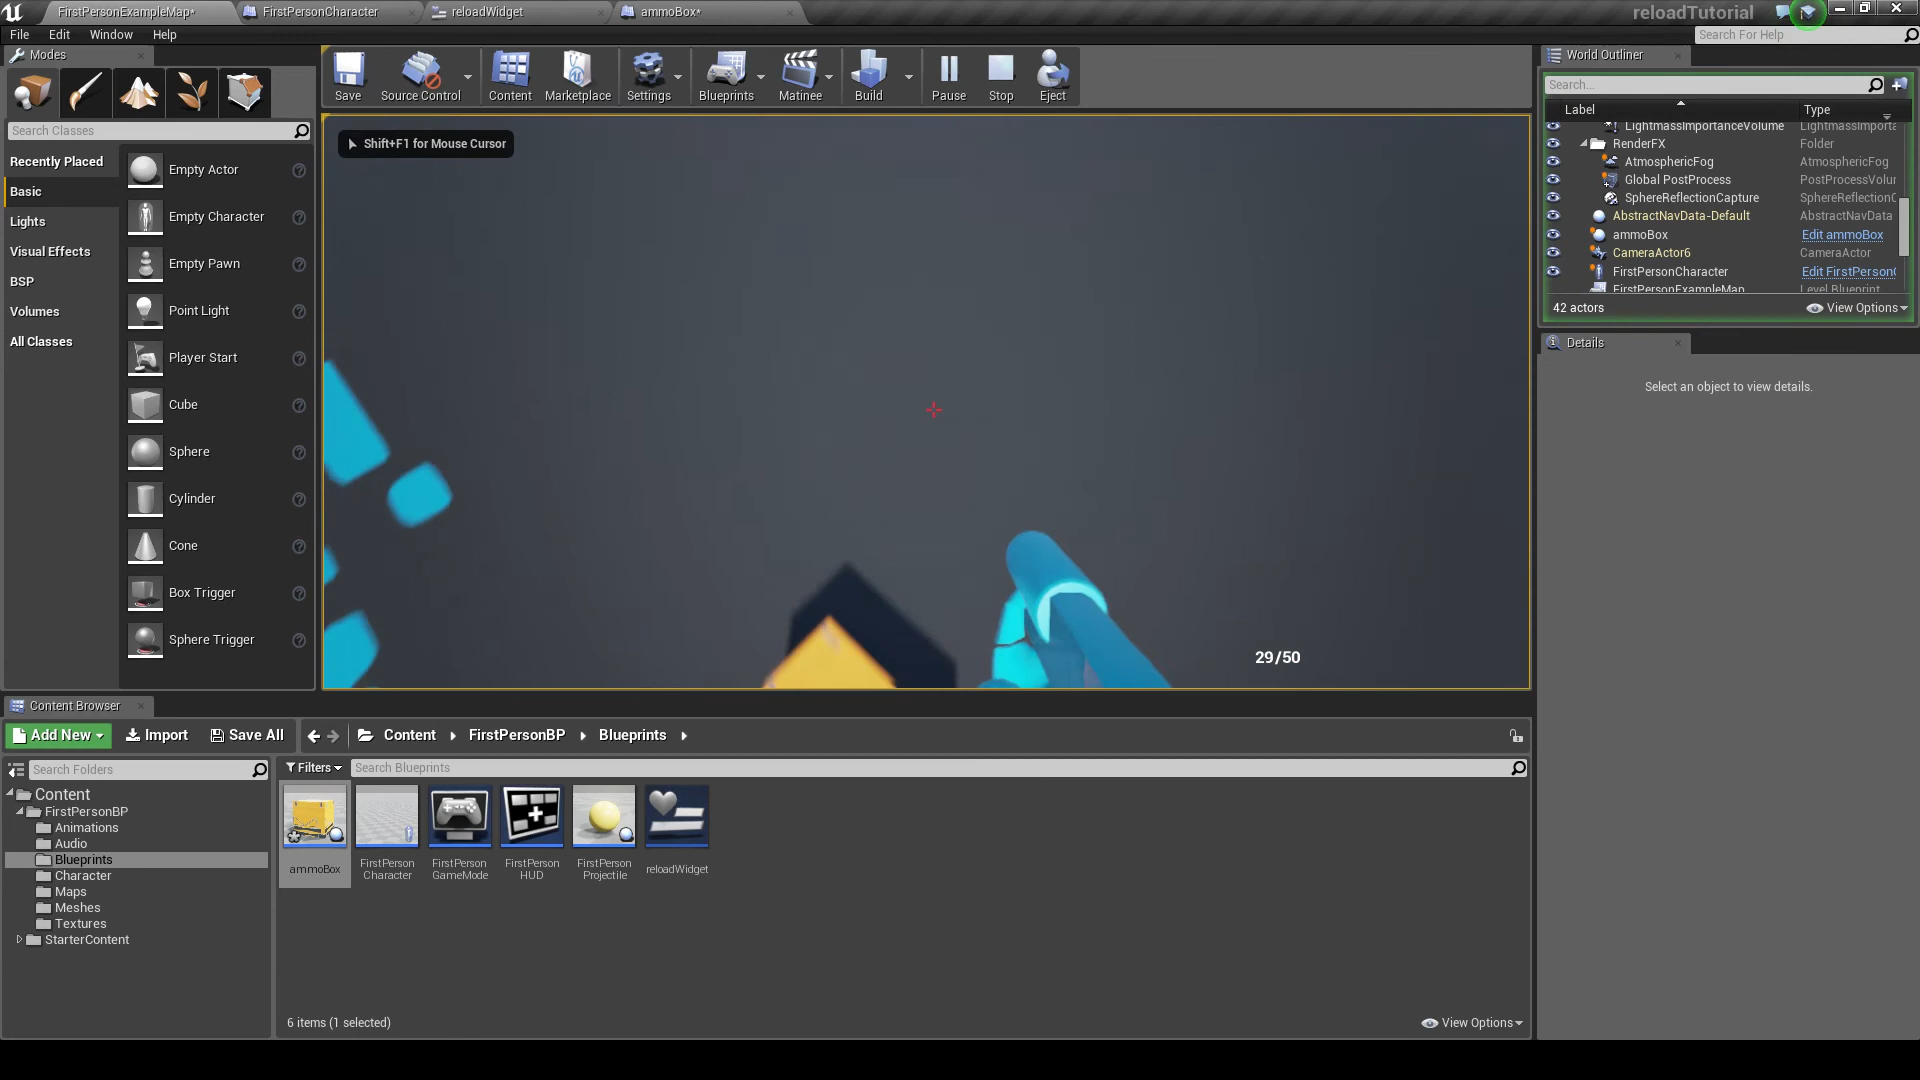 FirstPersonExampleMap*
FirstPersonCharacter
reloadWidget
ammoBox*
reloadTutorial
File
Edit
Window
Help
Search For Help
Modes
Search Classes
Recently Placed
Basic
Lights
Visual Effects
BSP
Volumes
All Classes
Empty Actor
Empty Character
Empty Pawn
Point Light
Player Start
Cube
Sphere
Cylinder
Cone
Box Trigger
Sphere Trigger
Save
Source Control
Content
Marketplace
Settings
Blueprints
Matinee
Build
Pause
Stop
Eject
Shift+F1 for Mouse Cursor
29/50
World Outliner
Search...
Label
Type
LightmassImportanceVolume
LightmassImporta
RenderFX
Folder
AtmosphericFog
AtmosphericFog
Global PostProcess
PostProcessVolu
SphereReflectionCapture
SphereReflectionC
AbstractNavData-Default
AbstractNavData
ammoBox
Edit ammoBox
CameraActor6
CameraActor
FirstPersonCharacter
Edit FirstPersonC
FirstPersonExampleMap
Level Blueprint
42 actors
View Options
Details
Select an object to view details.
Content Browser
Add New
Import
Save All
Content
FirstPersonBP
Blueprints
Search Folders
Filters
Search Blueprints
Content
FirstPersonBP
Animations
Audio
Blueprints
Character
Maps
Meshes
Textures
StarterContent
ammoBox
FirstPerson
Character
FirstPerson
GameMode
FirstPerson
HUD
FirstPerson
Projectile
reloadWidget
6 items (1 selected)
View Options